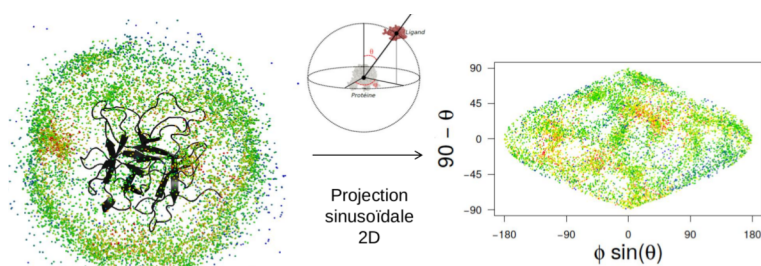 θ
Ligand
φ
Protéine
Projection
sinusoïdale
2D
90 − θ
90
45
0
-45
-90
-180
-90
0
90
180
ϕ sin(θ)